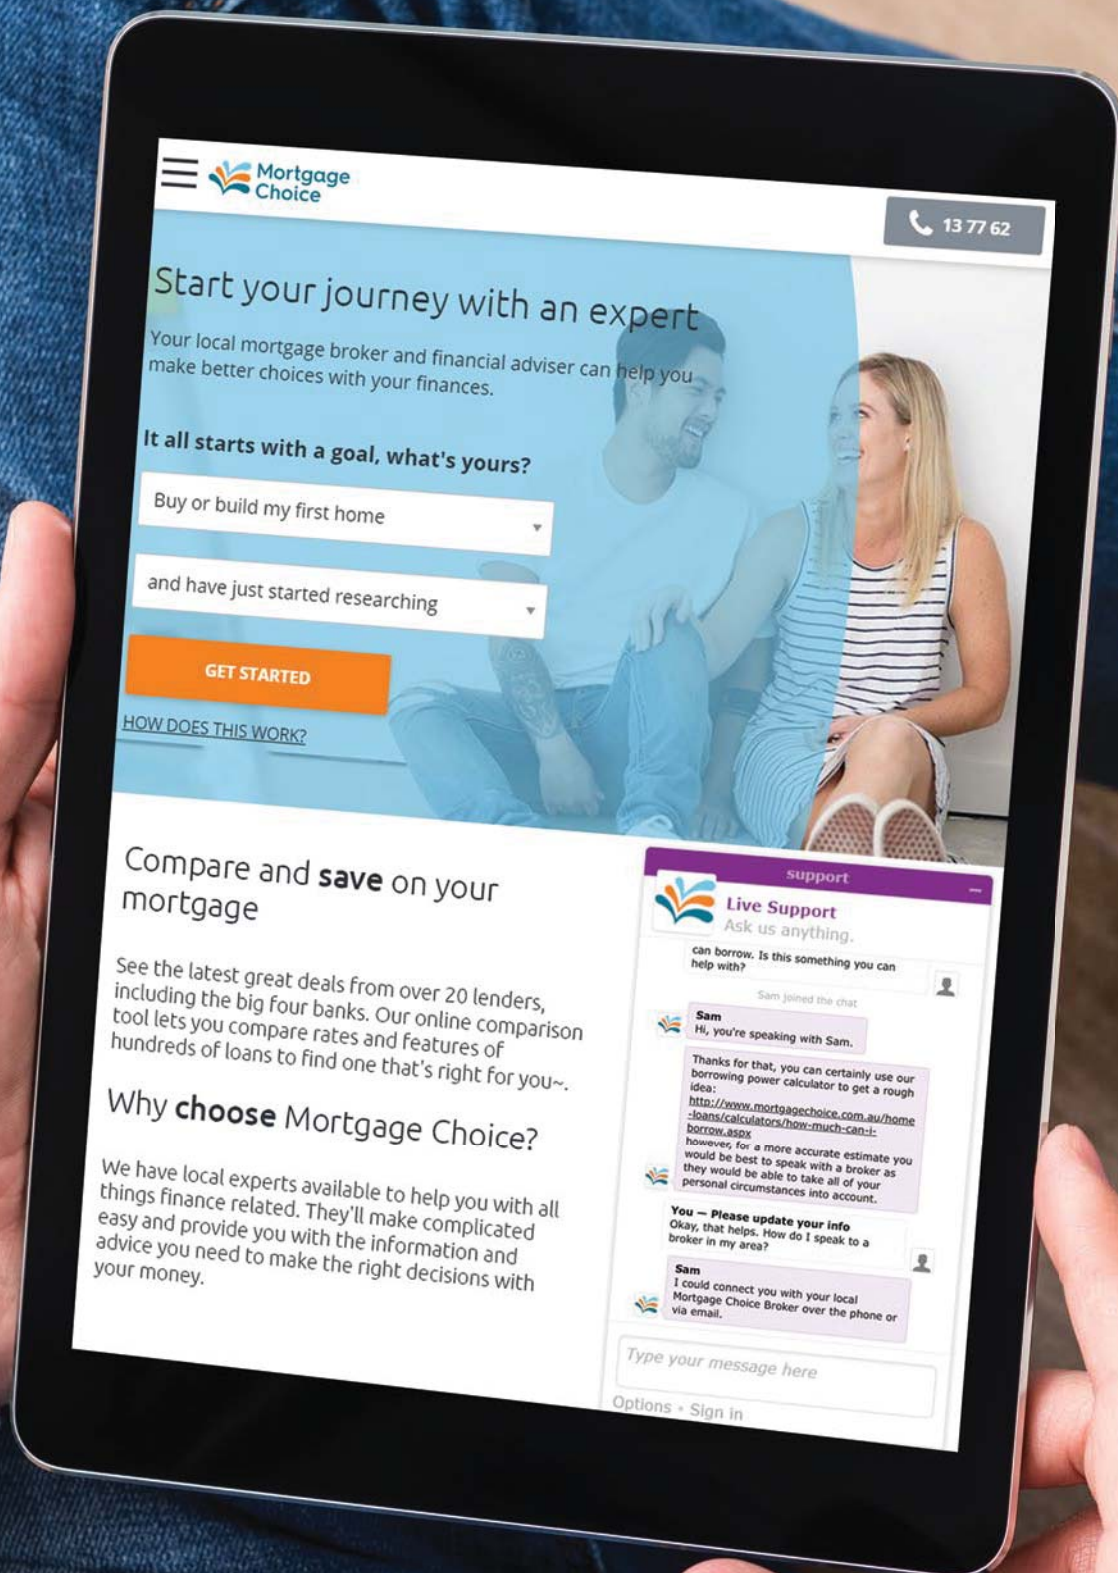 Mortgage
Choice
13 77 62
Start your journey with an expert
Your local mortgage broker and financial adviser can help you
make better choices with your finances.
It all starts with a goal, what's yours?
Buy or build my first home
and have just started researching
GET STARTED
HOW DOES THIS WORK?
Compare and save on your
mortgage
See the latest great deals from over 20 lenders,
including the big four banks. Our online comparison
tool lets you compare rates and features of
hundreds of loans to find one that's right for you~.
Why choose Mortgage Choice?
We have local experts available to help you with all
things finance related. They'll make complicated
easy and provide you with the information and
advice you need to make the right decisions with
your money.
support
Live Support
Ask us anything.
can borrow. Is this something you can
help with?
Sam joined the chat
Sam
Hi, you're speaking with Sam.
Thanks for that, you can certainly use our
borrowing power calculator to get a rough
idea:
http://www.mortgagechoice.com.au/home
-loans/calculators/how-much-can-i-
borrow.aspx
however, for a more accurate estimate you
would be best to speak with a broker as
they would be able to take all of your
personal circumstances into account.
You — Please update your info
Okay, that helps. How do I speak to a
broker in my area?
Sam
I could connect you with your local
Mortgage Choice Broker over the phone or
via email.
Type your message here
Options • Sign in